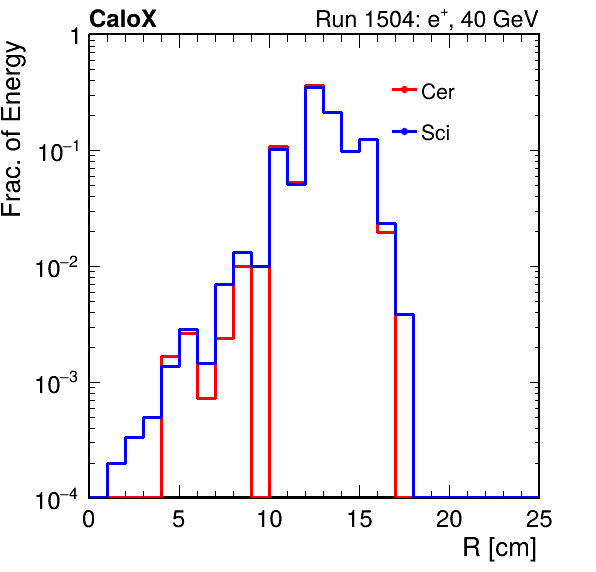 CaloX Run 1504: e⁺, 40 GeV
Frac. of Energy
1
10⁻¹
10⁻²
10⁻³
10⁻⁴
Cer
Sci
0 5 10 15 20 25
R [cm]